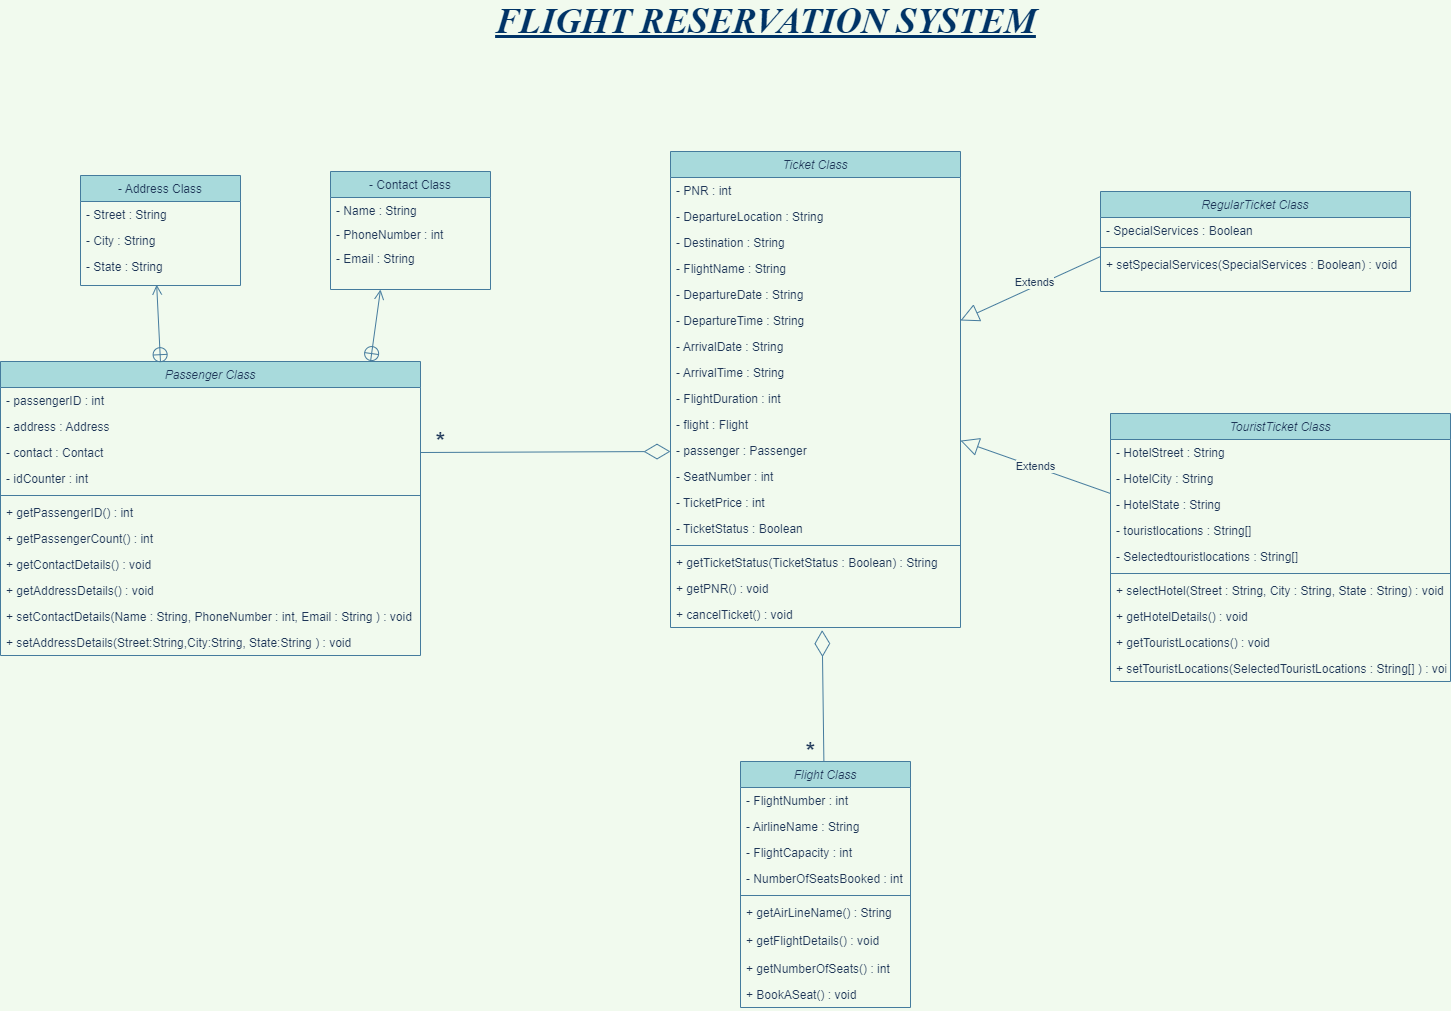 FLIGHT RESERVATION SYSTEM
- Address Class
- Street : String
- City : String
- State : String
- Contact Class
- Name : String
- PhoneNumber : int
- Email : String
Passenger Class
- passengerID : int
- address : Address
- contact : Contact
- idCounter : int
+ getPassengerID() : int
+ getPassengerCount() : int
+ getContactDetails() : void
+ getAddressDetails() : void
+ setContactDetails(Name : String, PhoneNumber : int, Email : String ) : void
+ setAddressDetails(Street:String,City:String, State:String ) : void
*
Ticket Class
- PNR : int
- DepartureLocation : String
- Destination : String
- FlightName : String
- DepartureDate : String
- DepartureTime : String
- ArrivalDate : String
- ArrivalTime : String
- FlightDuration : int
- flight : Flight
- passenger : Passenger
- SeatNumber : int
- TicketPrice : int
- TicketStatus : Boolean
+ getTicketStatus(TicketStatus : Boolean) : String
+ getPNR() : void
+ cancelTicket() : void
Extends
RegularTicket Class
- SpecialServices : Boolean
+ setSpecialServices(SpecialServices : Boolean) : void
Extends
TouristTicket Class
- HotelStreet : String
- HotelCity : String
- HotelState : String
- touristlocations : String[]
- Selectedtouristlocations : String[]
+ selectHotel(Street : String, City : String, State : String) : void
+ getHotelDetails() : void
+ getTouristLocations() : void
+ setTouristLocations(SelectedTouristLocations : String[] ) : voi
*
Flight Class
- FlightNumber : int
- AirlineName : String
- FlightCapacity : int
- NumberOfSeatsBooked : int
+ getAirLineName() : String
+ getFlightDetails() : void
+ getNumberOfSeats() : int
+ BookASeat() : void